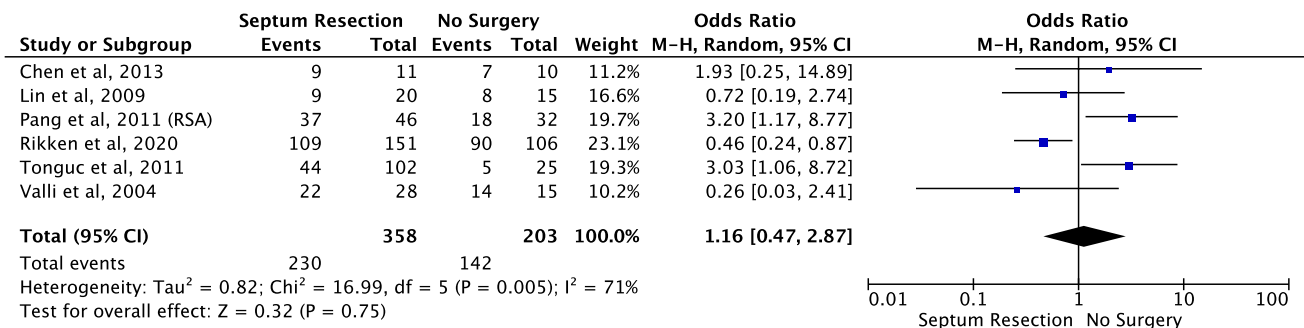 Septum Resection No Surgery Odds Ratio Odds Ratio
Study or Subgroup Events Total Events Total Weight M-H, Random, 95% CI M-H, Random, 95% CI
Chen et al, 2013 9 11 7 10 11.2% 1.93 [0.25, 14.89]
Lin et al, 2009 9 20 8 15 16.6% 0.72 [0.19, 2.74]
Pang et al, 2011 (RSA) 37 46 18 32 19.7% 3.20 [1.17, 8.77]
Rikken et al, 2020 109 151 90 106 23.1% 0.46 [0.24, 0.87]
Tonguc et al, 2011 44 102 5 25 19.3% 3.03 [1.06, 8.72]
Valli et al, 2004 22 28 14 15 10.2% 0.26 [0.03, 2.41]
Total (95% CI) 358 203 100.0% 1.16 [0.47, 2.87]
Total events 230 142
Heterogeneity: Tau² = 0.82; Chi² = 16.99, df = 5 (P = 0.005); I² = 71%
Test for overall effect: Z = 0.32 (P = 0.75)
0.01 0.1 1 10 100
Septum Resection No Surgery